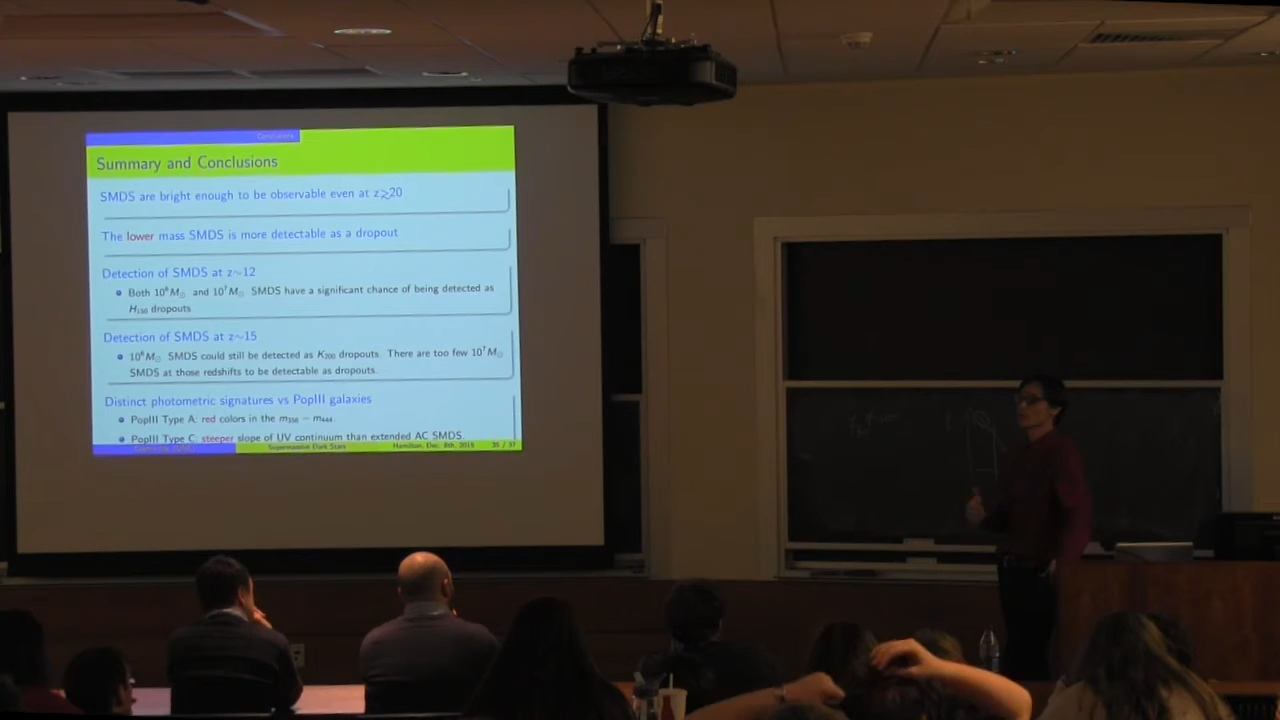 Conclusions
Summary and Conclusions
SMDS are bright enough to be observable even at z≳20
The lower mass SMDS is more detectable as a dropout
Detection of SMDS at z∼12
Both 10⁶M⊙ and 10⁷M⊙ SMDS have a significant chance of being detected as
H₁₅₀ dropouts
Detection of SMDS at z∼15
10⁶M⊙ SMDS could still be detected as K₂₀₀ dropouts. There are too few 10⁷M⊙
SMDS at those redshifts to be detectable as dropouts.
Distinct photometric signatures vs PopIII galaxies
PopIII Type A: red colors in the m₃₅₆ − m₄₄₄
PopIII Type C: steeper slope of UV continuum than extended AC SMDS
Supermassive Dark Stars Hamilton, Dec. 8th, 2015 35 / 37